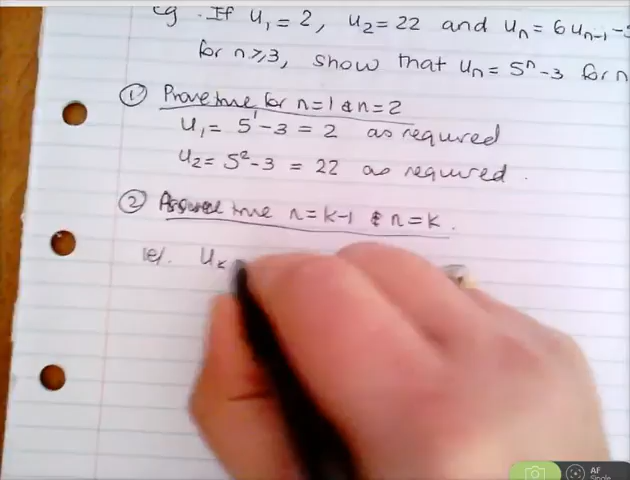 eg. If u₁ = 2, u₂ = 22 and uₙ = 6uₙ₋₁ -
for n ≥ 3, show that uₙ = 5ⁿ - 3 for n
① Prove true for n=1 & n=2
u₁ = 5¹ - 3 = 2 as required
u₂ = 5² - 3 = 22 as required.
② Assume true n = k-1 & n = k.
ie/. uₖ
AF
Single